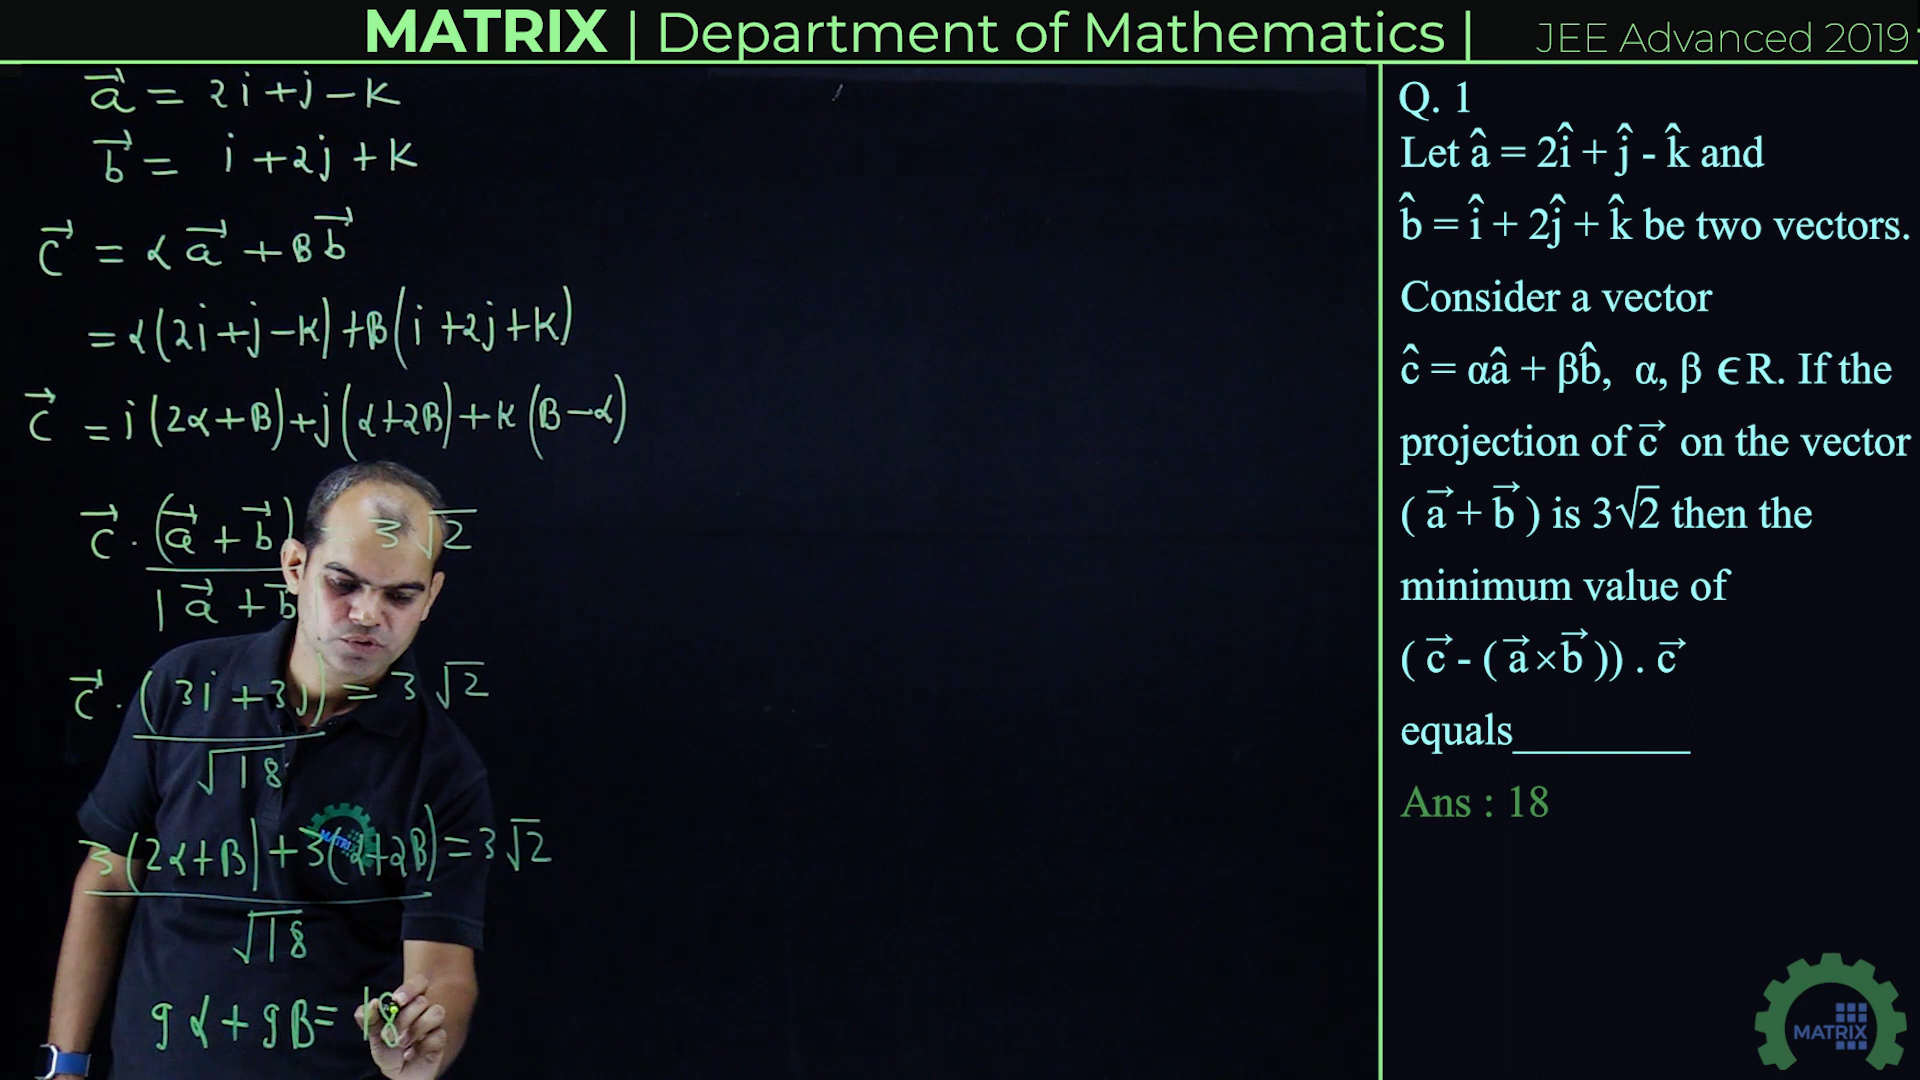 MATRIX | Department of Mathematics |
JEE Advanced 2019
a⃗ = 2i+j-k
b⃗ = i+2j+k
c⃗ = αa⃗ + βb⃗
= α(2i+j-k)+β(i+2j+k)
c⃗ = i(2α+β)+j(α+2β)+k(β-α)
c⃗ . (a⃗ + b⃗) 3√2
|a⃗ + b⃗
c⃗ . (3i+3j) = 3√2
√18
3(2α+β)+3(α+2β) = 3√2
√18
9α+9β= 18
MATRIX
Q. 1
Let â = 2î + ĵ - k̂ and
b̂ = î + 2ĵ + k̂ be two vectors.
Consider a vector
ĉ = αâ + βb̂, α, β ϵ R. If the
projection of c⃗ on the vector
( a⃗ + b⃗ ) is 3√2 then the
minimum value of
( c⃗ - ( a⃗ × b⃗ )) . c⃗
equals________
Ans : 18
MATRIX